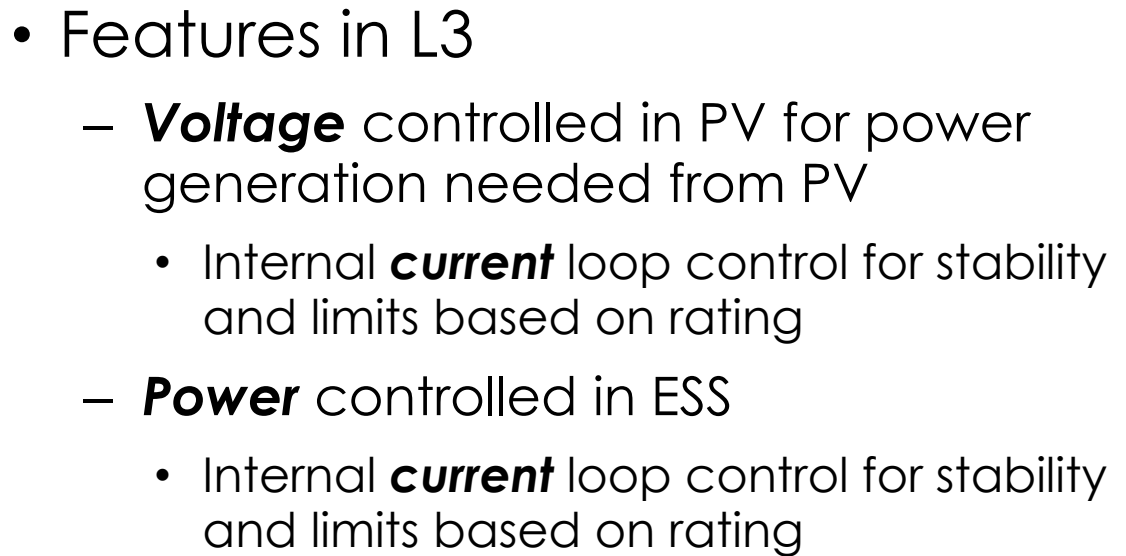 • Features in L3
– Voltage controlled in PV for power
generation needed from PV
• Internal current loop control for stability
and limits based on rating
– Power controlled in ESS
• Internal current loop control for stability
and limits based on rating